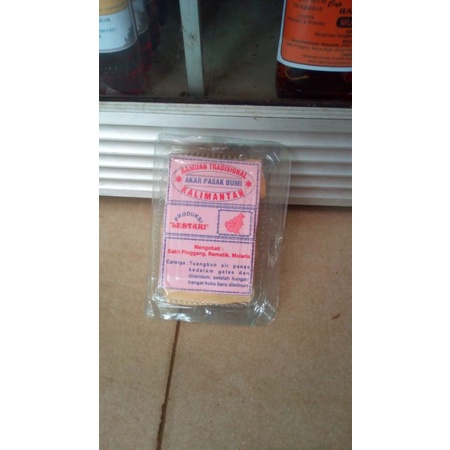 RAMUAN TRADISIONAL
AKAR PASAK BUMI
KALIMANTAN
PRODUKSI
"LESTARI"
Mengobati :
Sakit Pinggang, Rematik, Malaria
Caranya : Tuangkan air panas
kedalam gelas dan
direndam, setelah hangat-
hangat kuku baru diminum